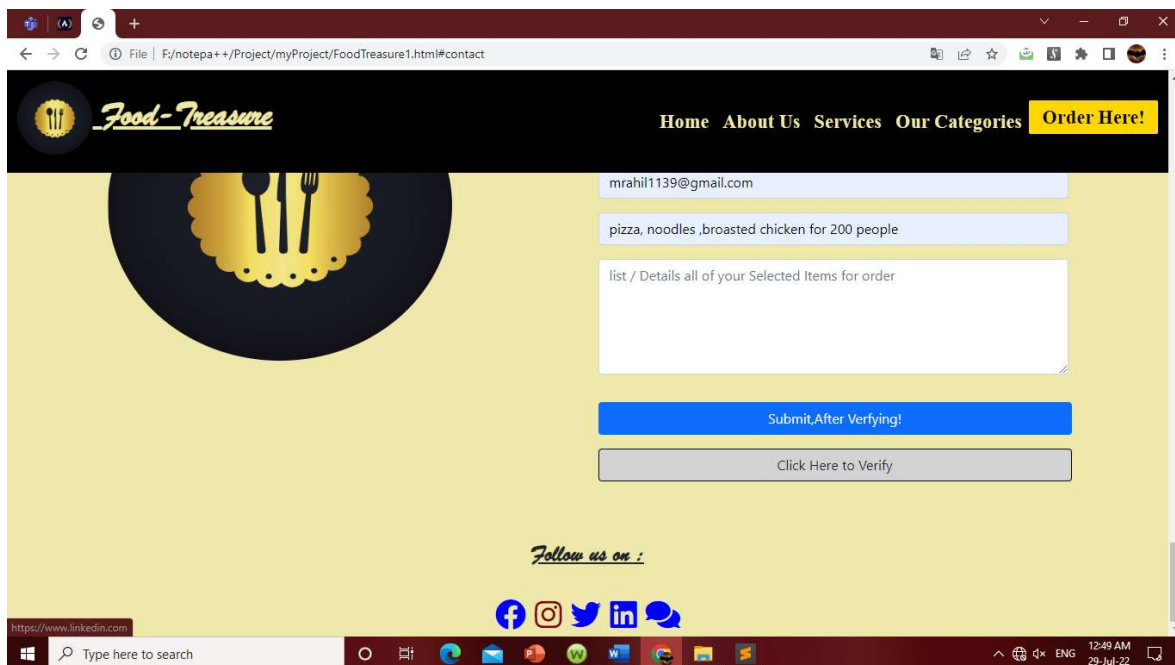 File | F:/notepa++/Project/myProject/FoodTreasure1.html#contact
Food-Treasure
Home About Us Services Our Categories Order Here!
mrahil1139@gmail.com
pizza, noodles ,broasted chicken for 200 people
list / Details all of your Selected Items for order
Submit,After Verfying!
Click Here to Verify
Follow us on :
https://www.linkedin.com
Type here to search
ENG
12:49 AM
29-Jul-22